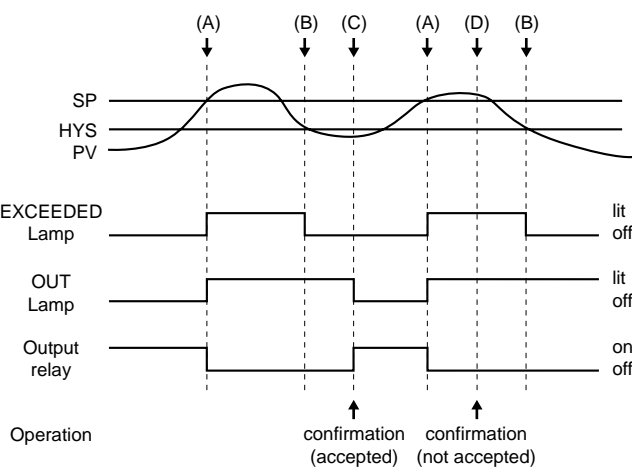 (A) (B) (C) (A) (D) (B)
SP
HYS
PV
EXCEEDED
Lamp
lit
off
OUT
Lamp
lit
off
Output
relay
on
off
Operation
confirmation
(accepted)
confirmation
(not accepted)